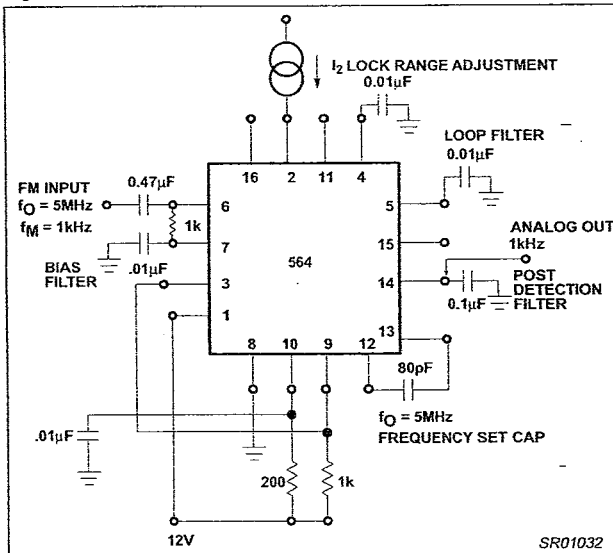 I2 LOCK RANGE ADJUSTMENT
0.01µF
LOOP FILTER
0.01µF
16
2
11
4
FM INPUT
fO = 5MHz
fM = 1kHz
0.47µF
1k
6
7
5
15
ANALOG OUT
1kHz
564
BIAS
FILTER
.01µF
3
1
14
POST
DETECTION
FILTER
0.1µF
13
8
10
9
12
80pF
fO = 5MHz
FREQUENCY SET CAP
.01µF
200
1k
12V
SR01032